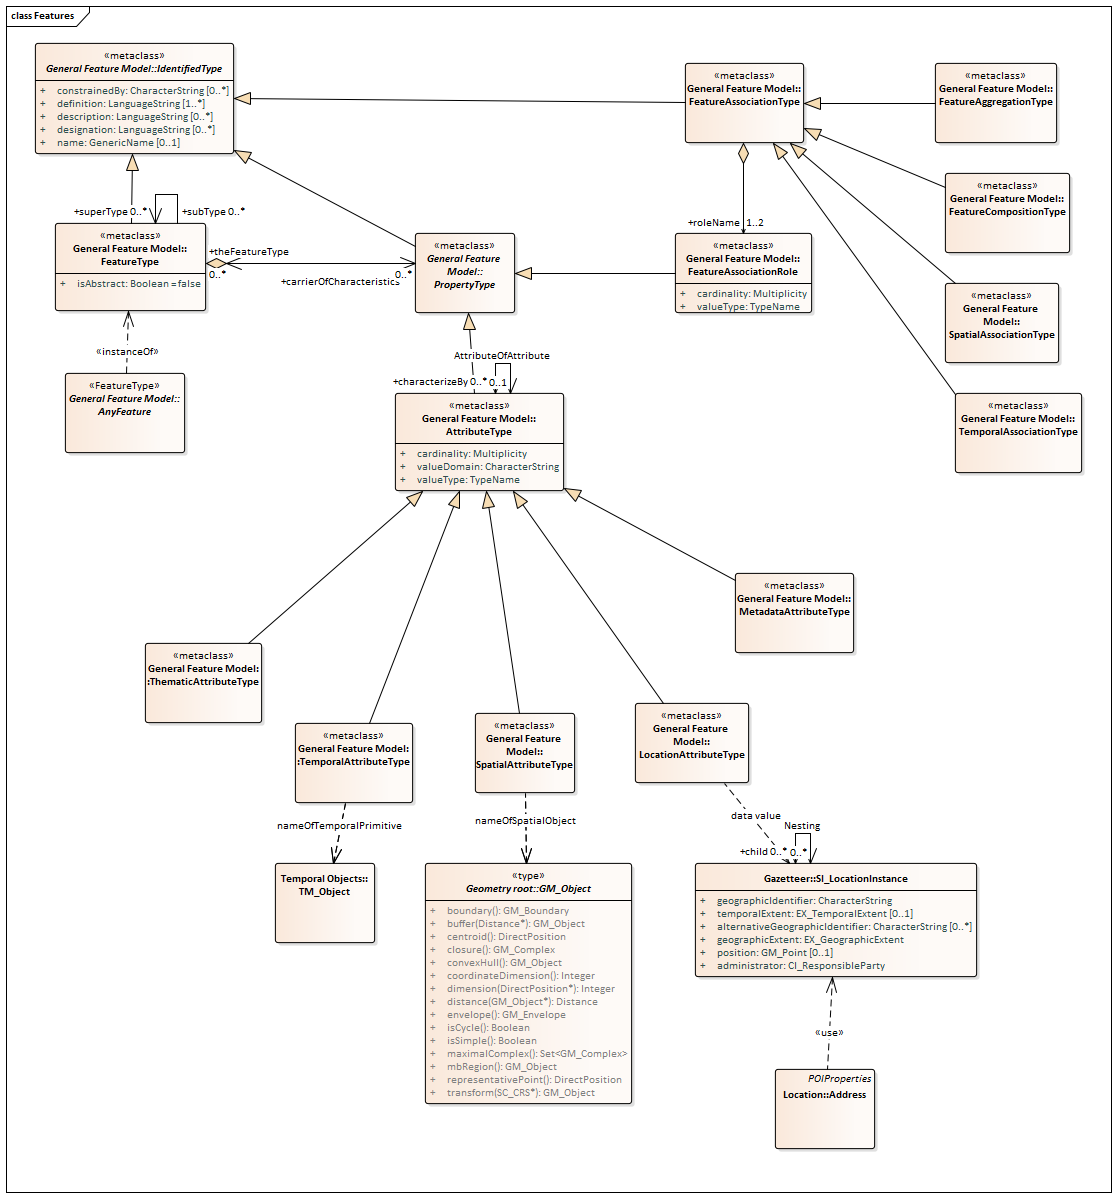 class Features
«metaclass»
General Feature Model::IdentifiedType
+ constrainedBy: CharacterString [0..*]
+ definition: LanguageString [1..*]
+ description: LanguageString [0..*]
+ designation: LanguageString [0..*]
+ name: GenericName [0..1]
«metaclass»
General Feature Model::
FeatureAssociationType
«metaclass»
General Feature Model::
FeatureAggregationType
«metaclass»
General Feature Model::
FeatureCompositionType
+superType 0..*
+subType 0..*
«metaclass»
General Feature Model::
FeatureType
+ isAbstract: Boolean = false
+theFeatureType
0..*
+carrierOfCharacteristics
0..*
«metaclass»
General Feature
Model::
PropertyType
+roleName 1..2
«metaclass»
General Feature Model::
FeatureAssociationRole
+ cardinality: Multiplicity
+ valueType: TypeName
«metaclass»
General Feature
Model::
SpatialAssociationType
«instanceOf»
«FeatureType»
General Feature Model::
AnyFeature
AttributeOfAttribute
+characterizeBy 0..* 0..1
«metaclass»
General Feature Model::
AttributeType
+ cardinality: Multiplicity
+ valueDomain: CharacterString
+ valueType: TypeName
«metaclass»
General Feature Model::
TemporalAssociationType
«metaclass»
General Feature Model::
MetadataAttributeType
«metaclass»
General Feature Model:
:ThematicAttributeType
«metaclass»
General Feature Model:
:TemporalAttributeType
«metaclass»
General Feature
Model::
SpatialAttributeType
«metaclass»
General Feature
Model::
LocationAttributeType
nameOfTemporalPrimitive
nameOfSpatialObject
data value
Nesting
+child 0..* 0..*
Temporal Objects::
TM_Object
«type»
Geometry root::GM_Object
+ boundary(): GM_Boundary
+ buffer(Distance*): GM_Object
+ centroid(): DirectPosition
+ closure(): GM_Complex
+ convexHull(): GM_Object
+ coordinateDimension(): Integer
+ dimension(DirectPosition*): Integer
+ distance(GM_Object*): Distance
+ envelope(): GM_Envelope
+ isCycle(): Boolean
+ isSimple(): Boolean
+ maximalComplex(): Set<GM_Complex>
+ mbRegion(): GM_Object
+ representativePoint(): DirectPosition
+ transform(SC_CRS*): GM_Object
Gazetteer::SI_LocationInstance
+ geographicIdentifier: CharacterString
+ temporalExtent: EX_TemporalExtent [0..1]
+ alternativeGeographicIdentifier: CharacterString [0..*]
+ geographicExtent: EX_GeographicExtent
+ position: GM_Point [0..1]
+ administrator: CI_ResponsibleParty
«use»
POIProperties
Location::Address